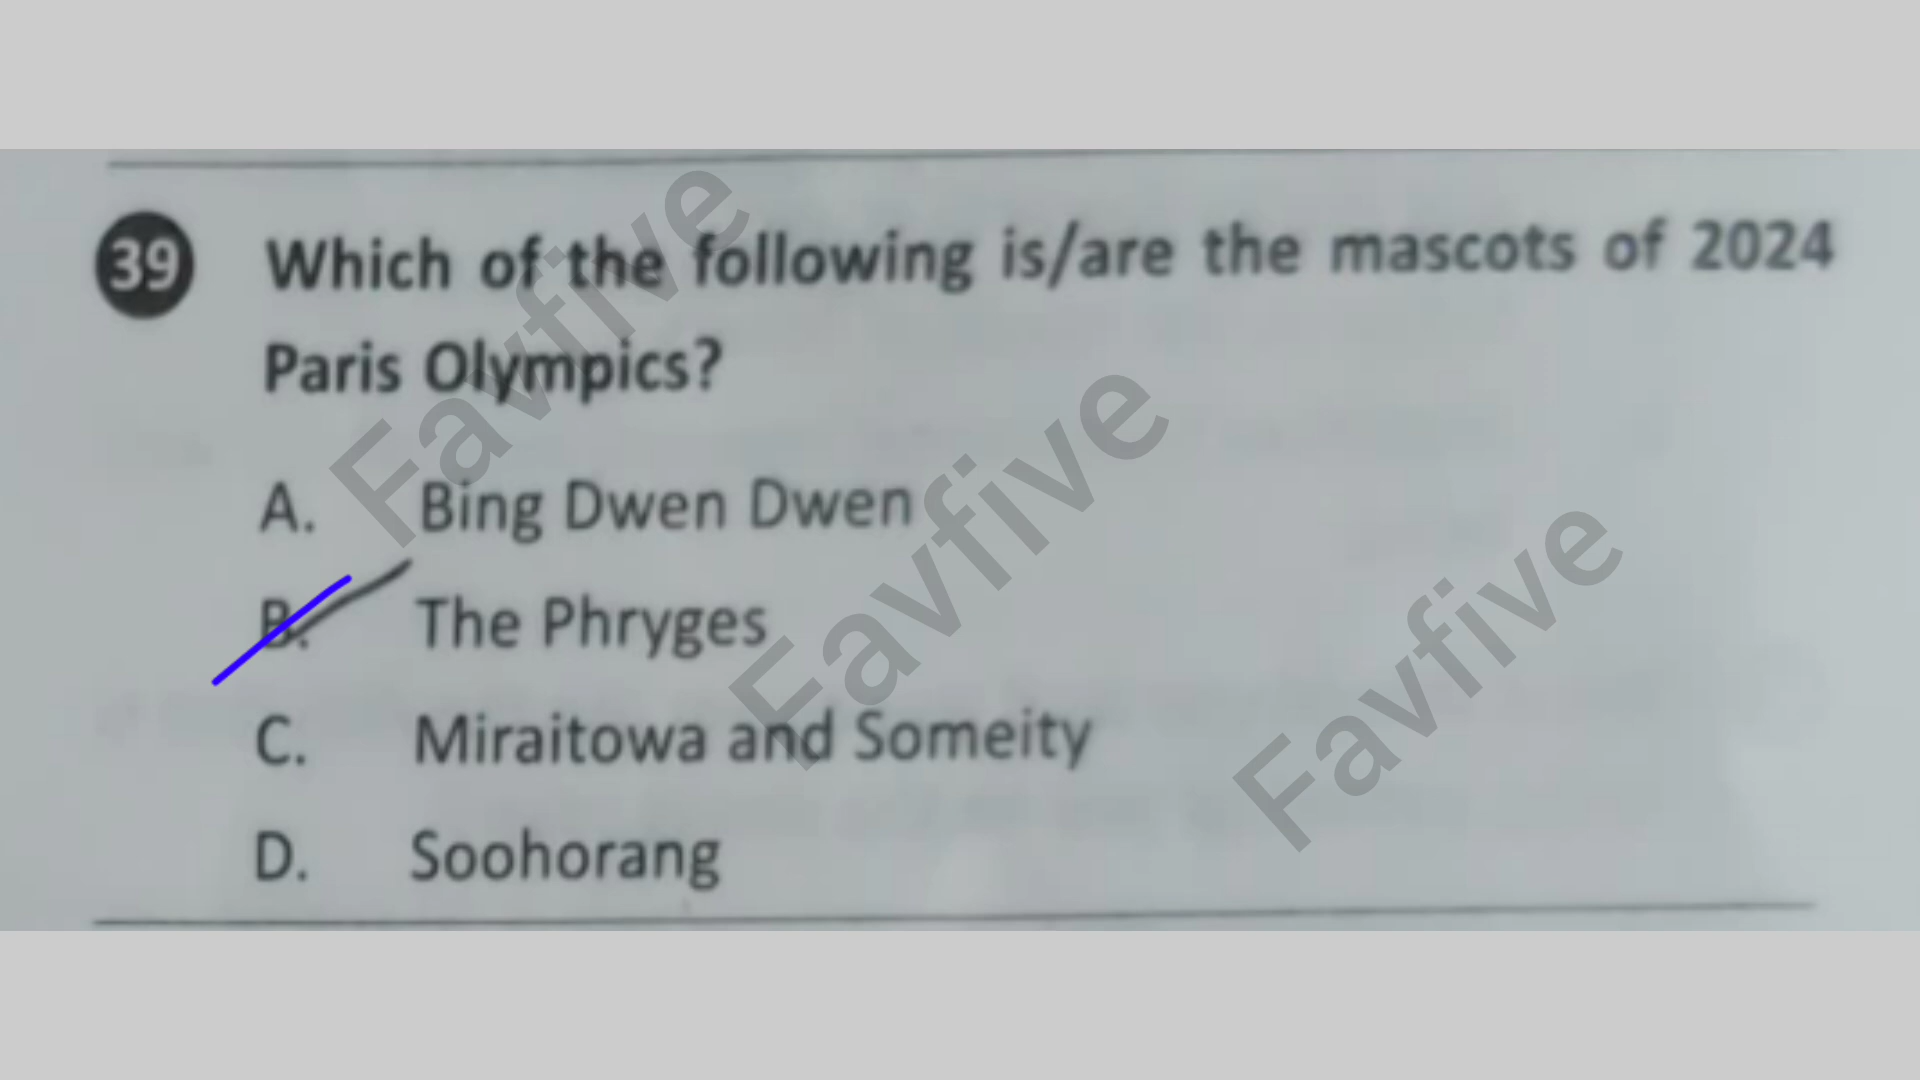 39 Which of the following is/are the mascots of 2024
Paris Olympics?
A. Bing Dwen Dwen
B. The Phryges
C. Miraitowa and Someity
D. Soohorang
Favfive
Favfive
Favfive